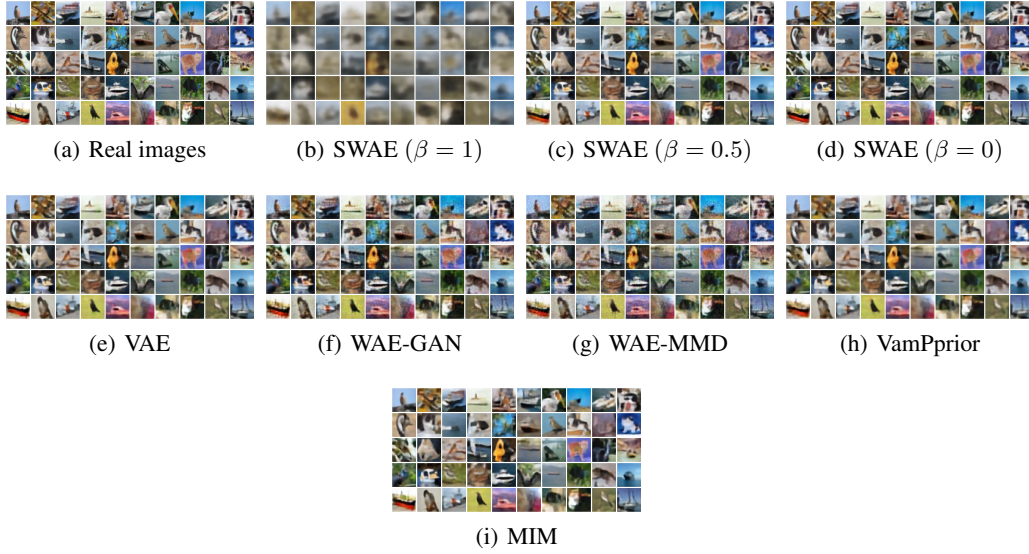 (a) Real images
(b) SWAE (β = 1)
(c) SWAE (β = 0.5)
(d) SWAE (β = 0)
(e) VAE
(f) WAE-GAN
(g) WAE-MMD
(h) VamPprior
(i) MIM